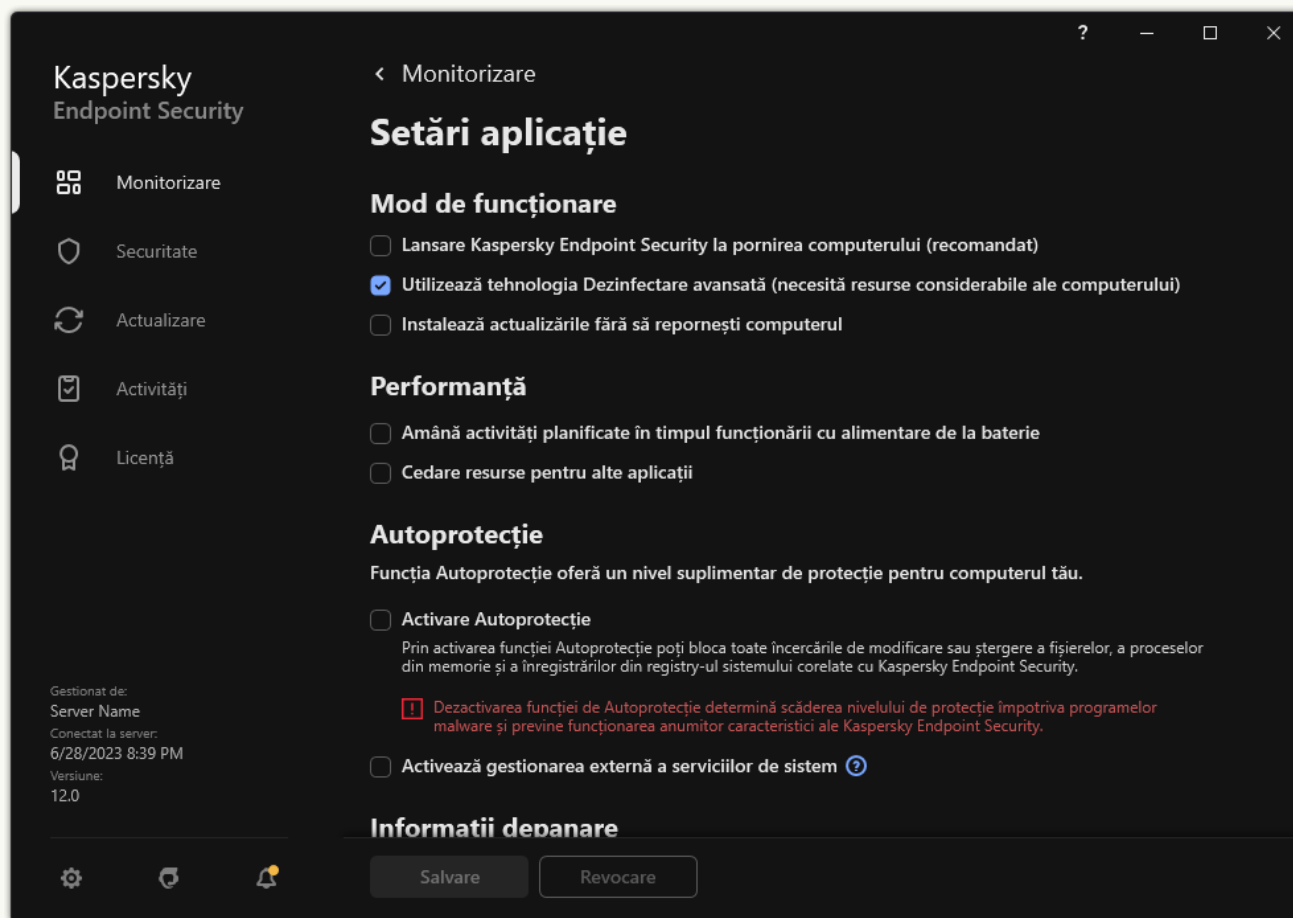 ?
Kaspersky
Endpoint Security
Monitorizare
Securitate
Actualizare
Activități
Licență
Gestionat de:
Server Name
Conectat la server:
6/28/2023 8:39 PM
Versiune:
12.0
Monitorizare
Setări aplicație
Mod de funcționare
Lansare Kaspersky Endpoint Security la pornirea computerului (recomandat)
Utilizează tehnologia Dezinfectare avansată (necesită resurse considerabile ale computerului)
Instalează actualizările fără să repornești computerul
Performanță
Amână activități planificate în timpul funcționării cu alimentare de la baterie
Cedare resurse pentru alte aplicații
Autoprotecție
Funcția Autoprotecție oferă un nivel suplimentar de protecție pentru computerul tău.
Activare Autoprotecție
Prin activarea funcției Autoprotecție poți bloca toate încercările de modificare sau ștergere a fișierelor, a proceselor
din memorie și a înregistrărilor din registry-ul sistemului corelate cu Kaspersky Endpoint Security.
Dezactivarea funcției de Autoprotecție determină scăderea nivelului de protecție împotriva programelor
malware și previne funcționarea anumitor caracteristici ale Kaspersky Endpoint Security.
Activează gestionarea externă a serviciilor de sistem ?
Informații depanare
Salvare
Revocare